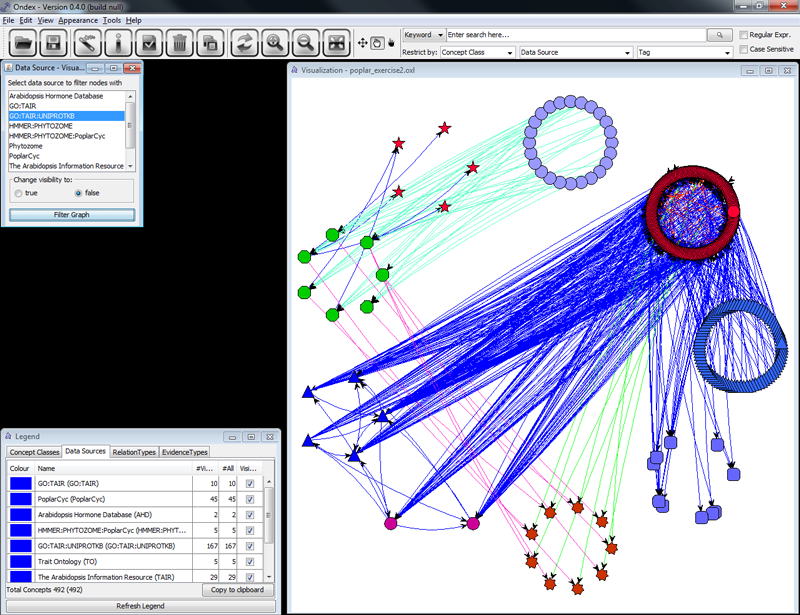 Ondex - Version 0.4.0 (build null)
File Edit View Appearance Tools Help
Keyword Enter search here... Regular Expr.
Restrict by: Concept Class Data Source Tag Case Sensitive
Data Source - Visua...
Select data source to filter nodes with
Arabidopsis Hormone Database
GO:TAIR
GO:TAIR:UNIPROTKB
HMMER:PHYTOZOME
HMMER:PHYTOZOME:PoplarCyc
Phytozome
PoplarCyc
The Arabidopsis Information Resource
Change visibility to:
true false
Filter Graph
Visualization - poplar_exercise2.oxl
Legend
Concept Classes Data Sources RelationTypes EvidenceTypes
Colour Name #Vi... #All Visi...
GO:TAIR (GO:TAIR) 10 10
PoplarCyc (PoplarCyc) 45 45
Arabidopsis Hormone Database (AHD) 2 2
HMMER:PHYTOZOME:PoplarCyc (HMMER:PHYT... 5 5
GO:TAIR:UNIPROTKB (GO:TAIR:UNIPROTKB) 167 167
Trait Ontology (TO) 5 5
The Arabidopsis Information Resource (TAIR) 29 29
Total Concepts 492 (492) Copy to clipboard
Refresh Legend